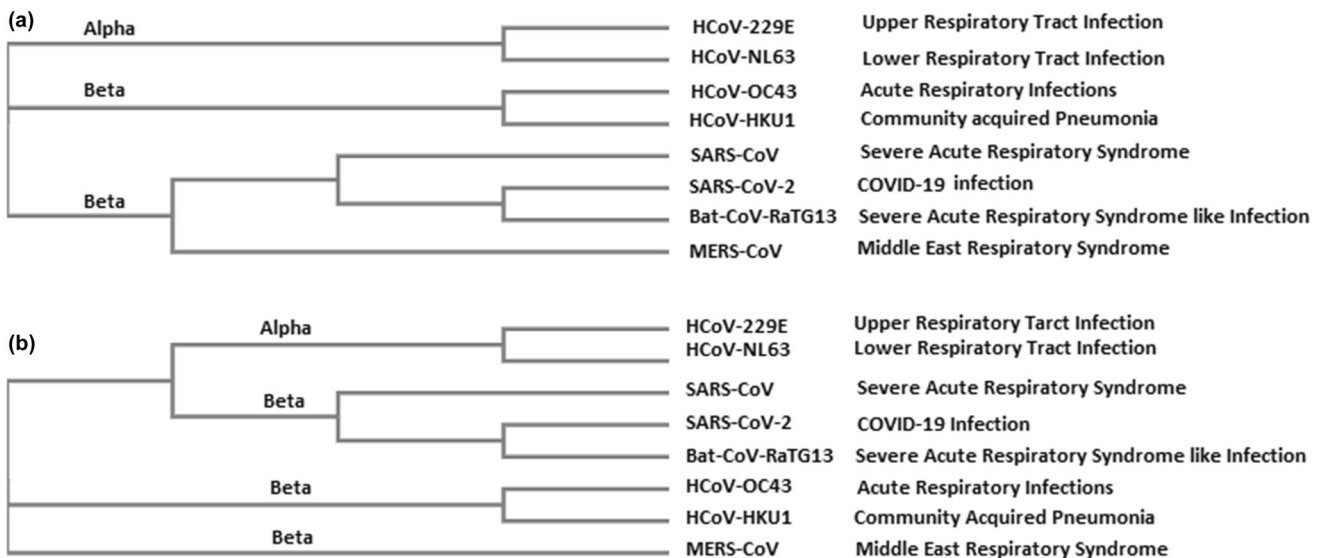 (a)
Alpha
HCoV-229E Upper Respiratory Tract Infection
HCoV-NL63 Lower Respiratory Tract Infection
Beta
HCoV-OC43 Acute Respiratory Infections
HCoV-HKU1 Community acquired Pneumonia
SARS-CoV Severe Acute Respiratory Syndrome
Beta
SARS-CoV-2 COVID-19 infection
Bat-CoV-RaTG13 Severe Acute Respiratory Syndrome like Infection
MERS-CoV Middle East Respiratory Syndrome
(b)
Alpha
HCoV-229E Upper Respiratory Tarct Infection
HCoV-NL63 Lower Respiratory Tract Infection
Beta
SARS-CoV Severe Acute Respiratory Syndrome
SARS-CoV-2 COVID-19 Infection
Bat-CoV-RaTG13 Severe Acute Respiratory Syndrome like Infection
Beta
HCoV-OC43 Acute Respiratory Infections
HCoV-HKU1 Community Acquired Pneumonia
Beta
MERS-CoV Middle East Respiratory Syndrome